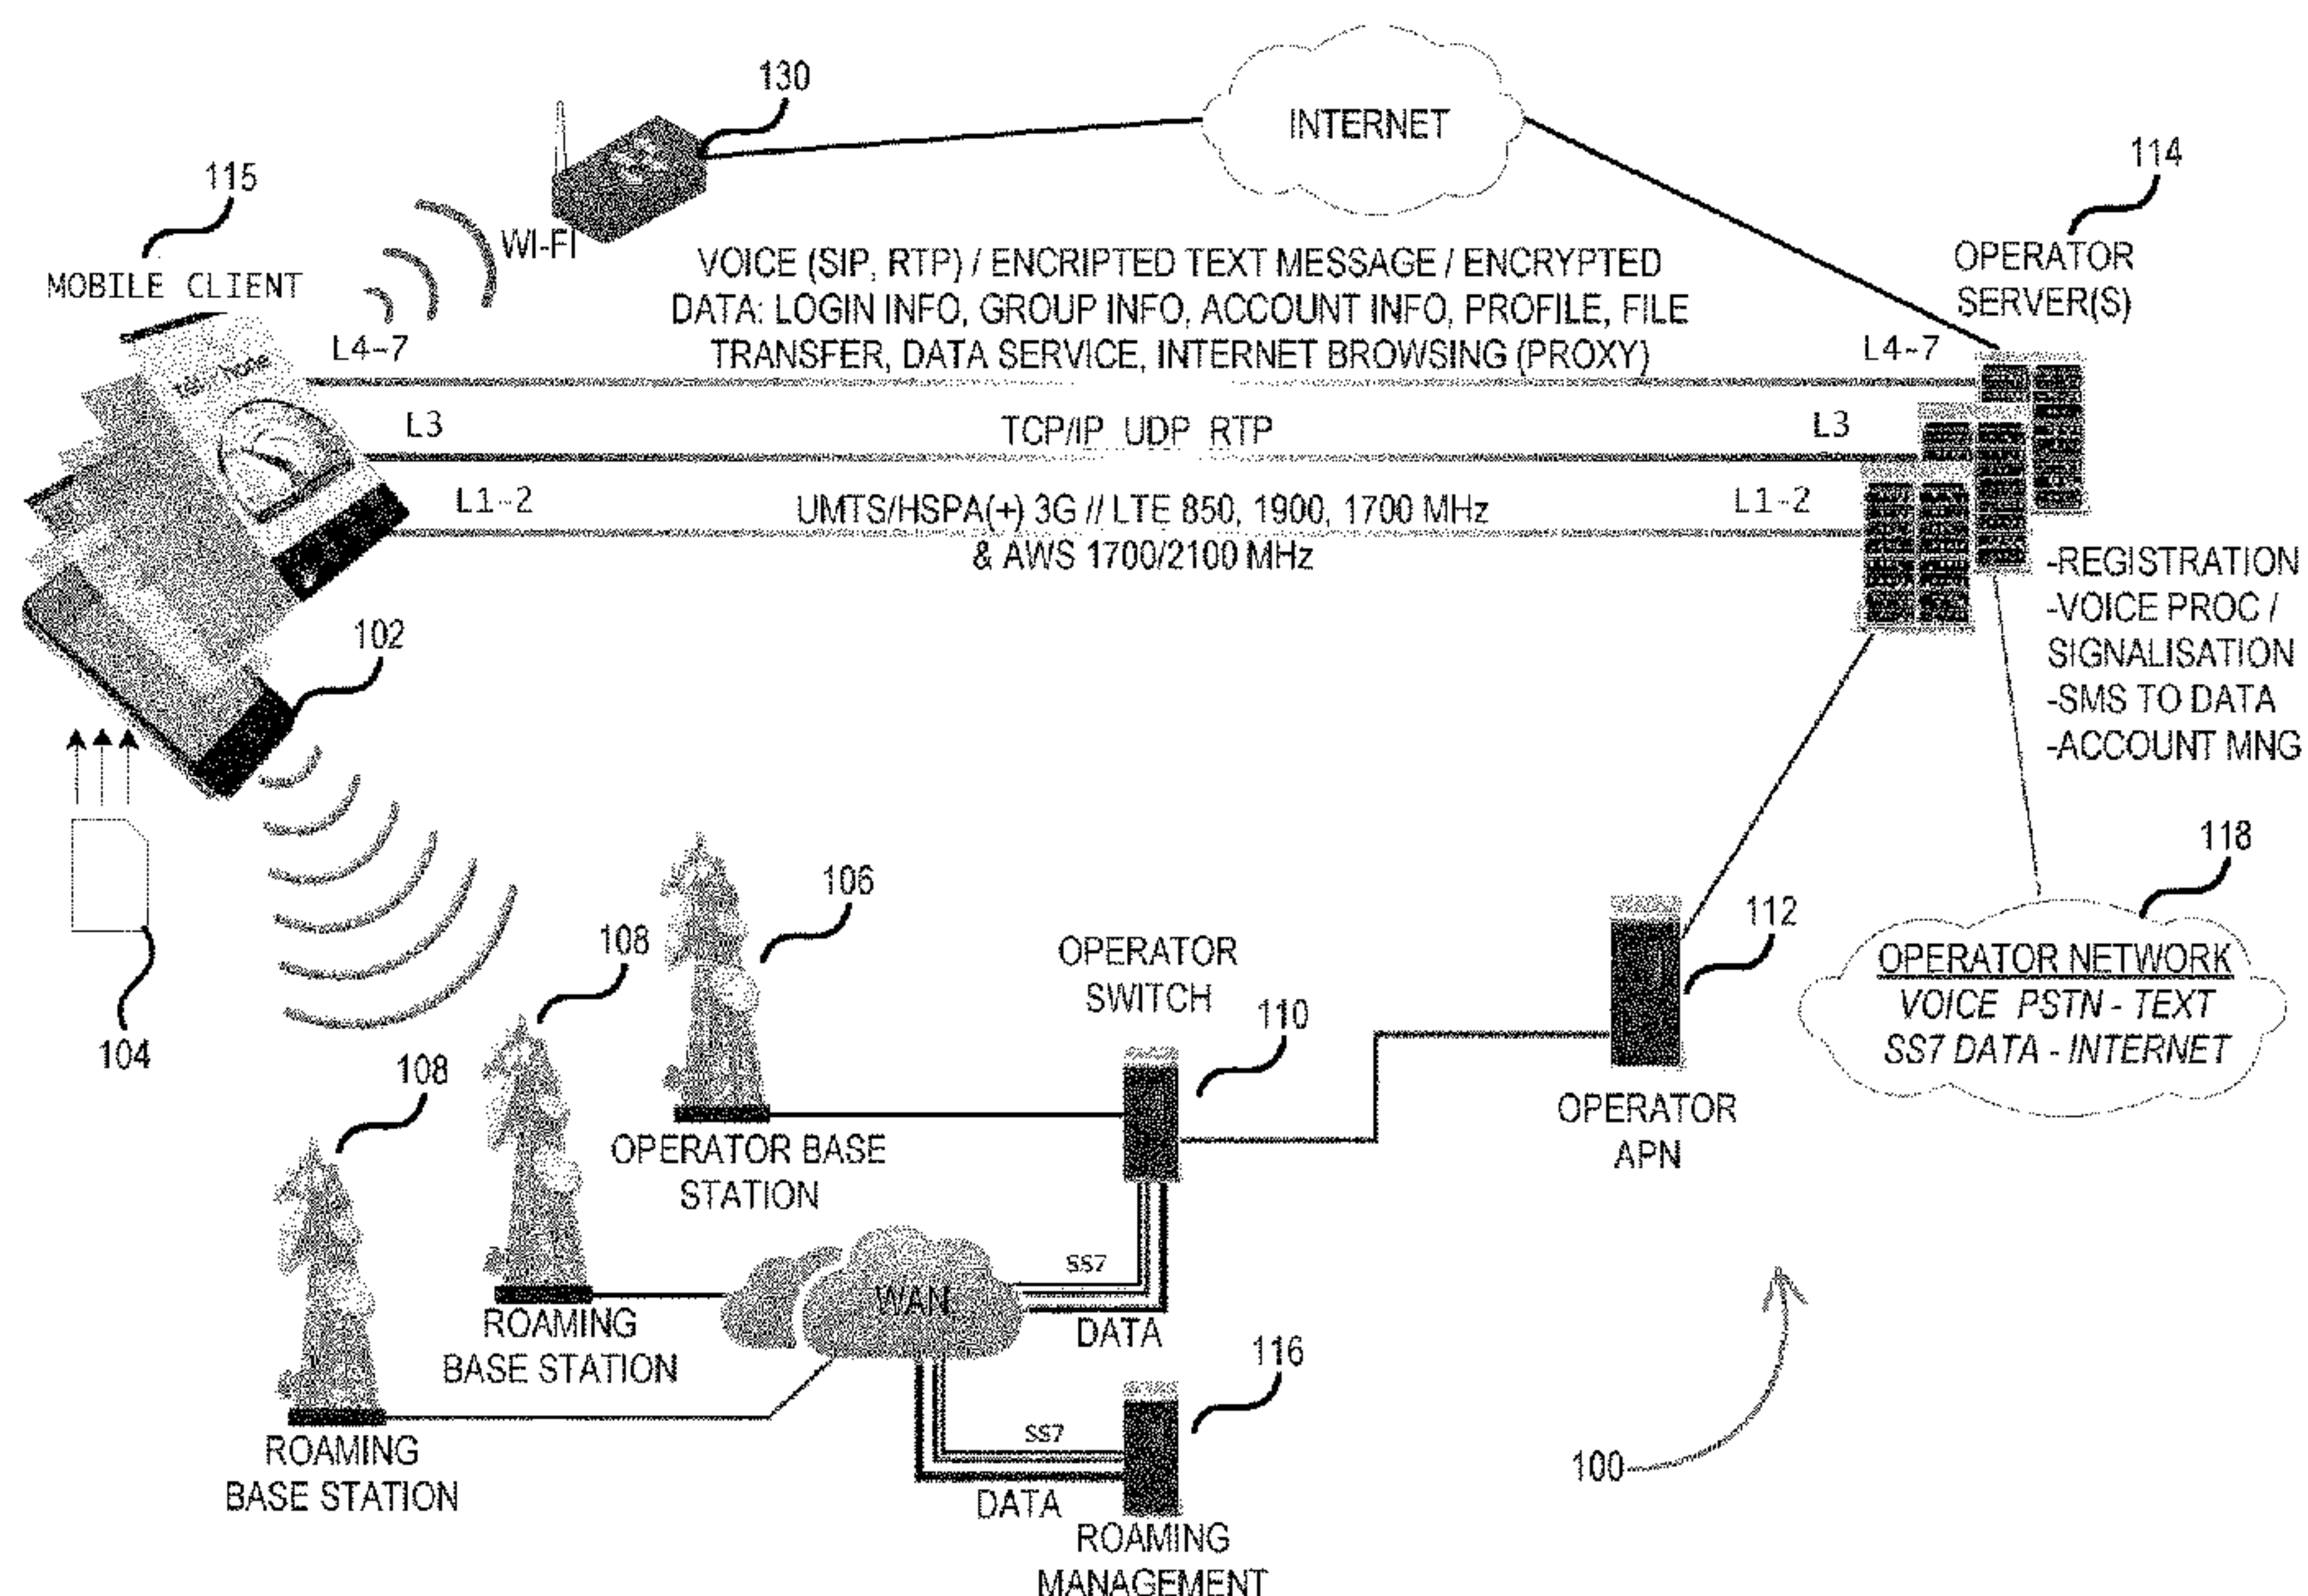 130
INTERNET
114
115
WI-FI
MOBILE CLIENT
OPERATOR
SERVER(S)
VOICE (SIP, RTP) / ENCRIPTED TEXT MESSAGE / ENCRYPTED
DATA: LOGIN INFO, GROUP INFO, ACCOUNT INFO, PROFILE, FILE
TRANSFER, DATA SERVICE, INTERNET BROWSING (PROXY)
L4-7
L4-7
L3
TCP/IP UDP RTP
L3
L1-2
UMTS/HSPA(+) 3G // LTE 850, 1900, 1700 MHz
& AWS 1700/2100 MHz
L1-2
-REGISTRATION
-VOICE PROC /
SIGNALISATION
-SMS TO DATA
-ACCOUNT MNG
102
104
106
108
108
OPERATOR
SWITCH
110
112
118
OPERATOR NETWORK
VOICE PSTN - TEXT
SS7 DATA - INTERNET
OPERATOR
APN
OPERATOR BASE
STATION
ROAMING
BASE STATION
ROAMING
BASE STATION
WAN
SS7
DATA
116
SS7
DATA
ROAMING
MANAGEMENT
100